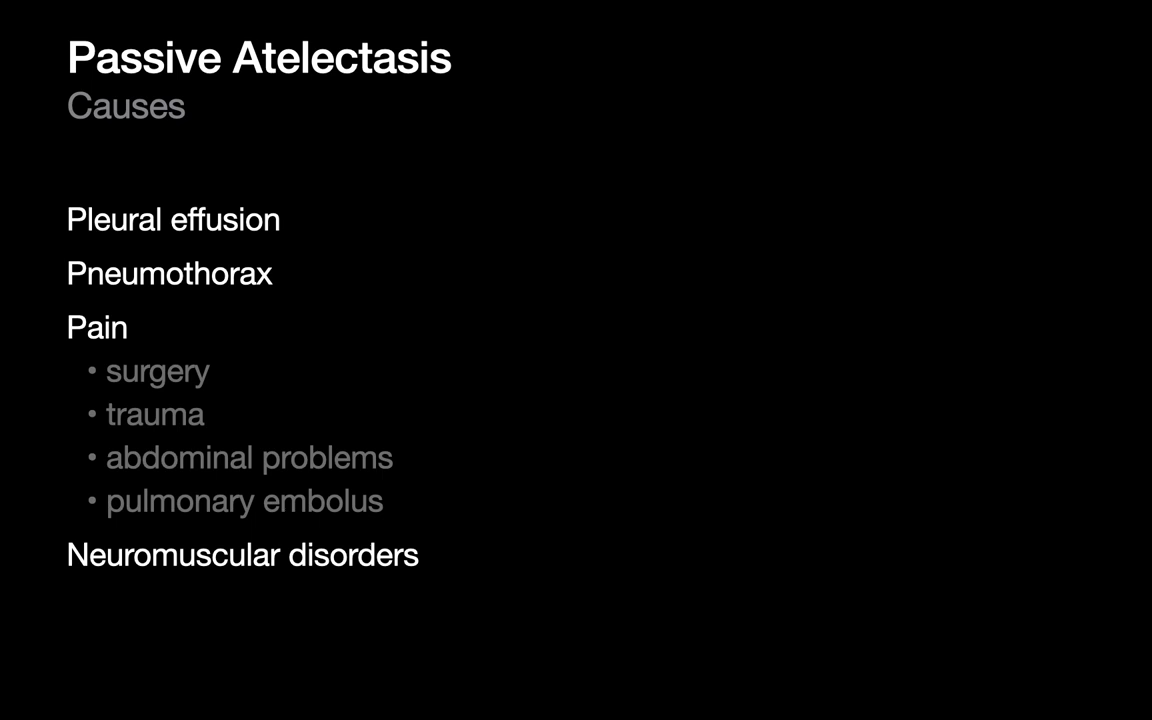 Passive Atelectasis
Causes
Pleural effusion
Pneumothorax
Pain
• surgery
• trauma
• abdominal problems
• pulmonary embolus
Neuromuscular disorders